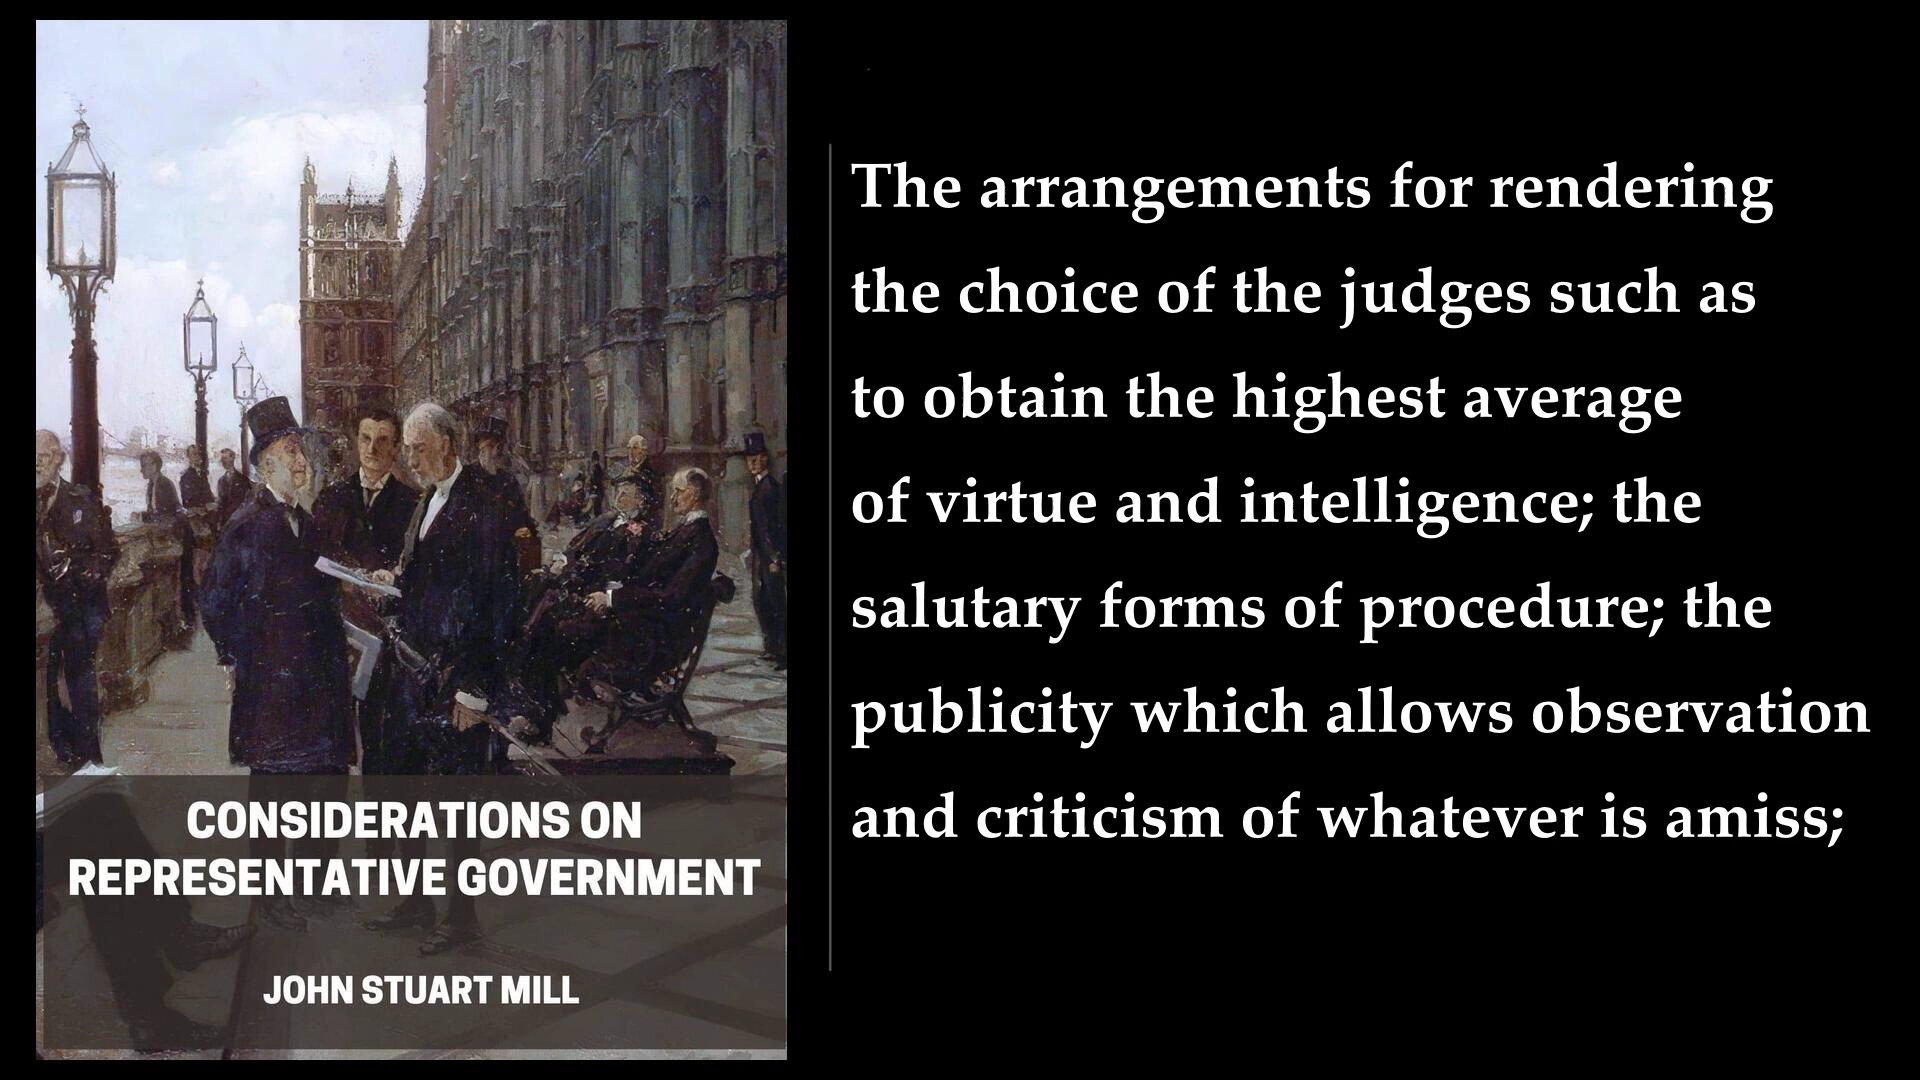 CONSIDERATIONS ON
REPRESENTATIVE GOVERNMENT
JOHN STUART MILL
The arrangements for rendering
the choice of the judges such as
to obtain the highest average
of virtue and intelligence; the
salutary forms of procedure; the
publicity which allows observation
and criticism of whatever is amiss;